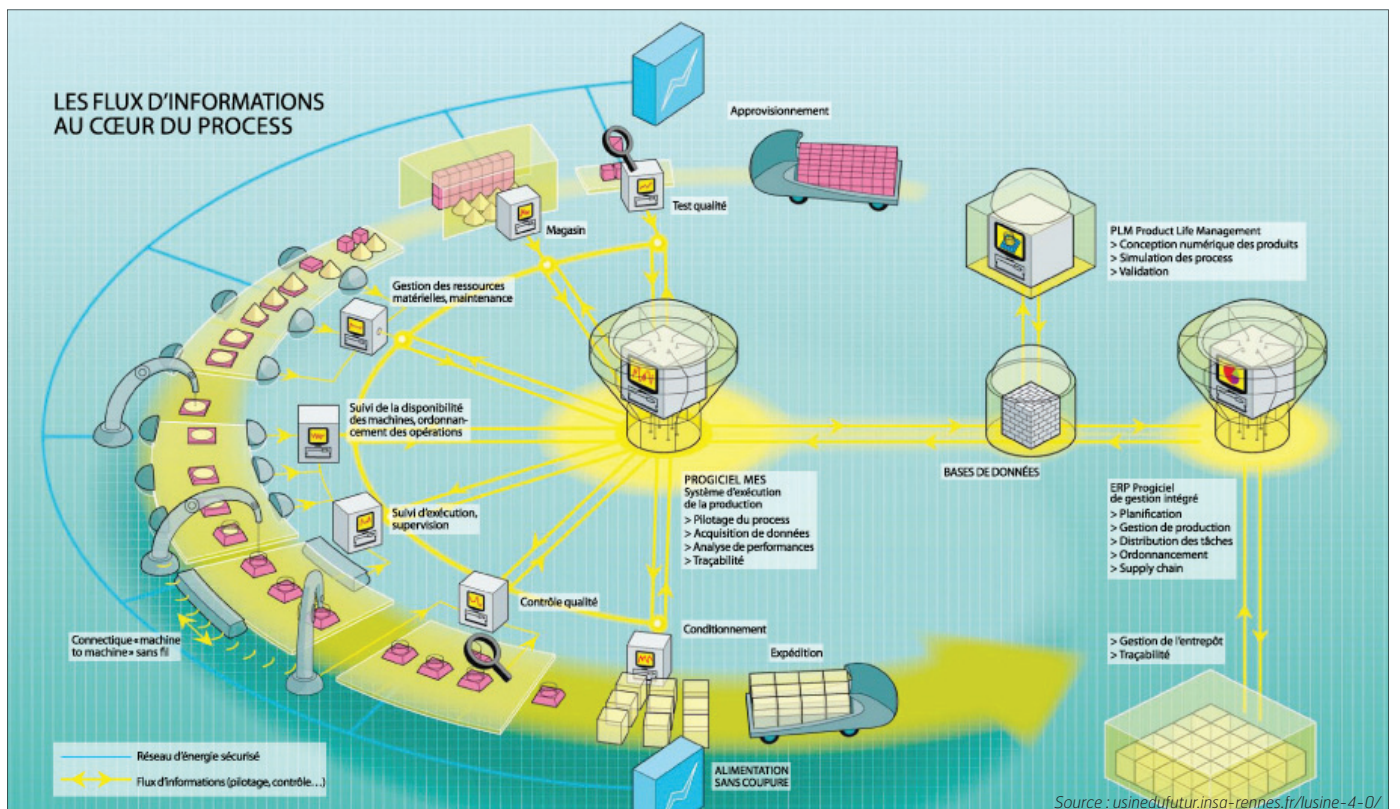 LES FLUX D'INFORMATIONS
AU CŒUR DU PROCESS
Approvisionnement
Test qualité
Magasin
PLM Product Life Management
> Conception numérique des produits
> Simulation des process
> Validation
Gestion des ressources
matérielles, maintenance
Suivi de la disponibilité
des machines, ordonnan-
cement des opérations
Suivi d'exécution,
supervision
PROGICIEL MES
Système d'exécution
de la production
> Pilotage du process
> Acquisition de données
> Analyse de performances
> Traçabilité
BASES DE DONNÉES
ERP Progiciel
de gestion intégré
> Planification
> Gestion de production
> Distribution des tâches
> Ordonnancement
> Supply chain
Contrôle qualité
Conditionnement
Expédition
Connectique « machine
to machine » sans fil
> Gestion de l'entrepôt
> Traçabilité
Réseau d'énergie sécurisé
Flux d'informations (pilotage, contrôle...)
ALIMENTATION
SANS COUPURE
Source : usinedufutur.insa-rennes.fr/lusine-4-0/